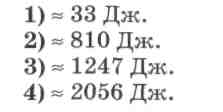 1) ≈ 33 Дж.
2) ≈ 810 Дж.
3) ≈ 1247 Дж.
4) ≈ 2056 Дж.